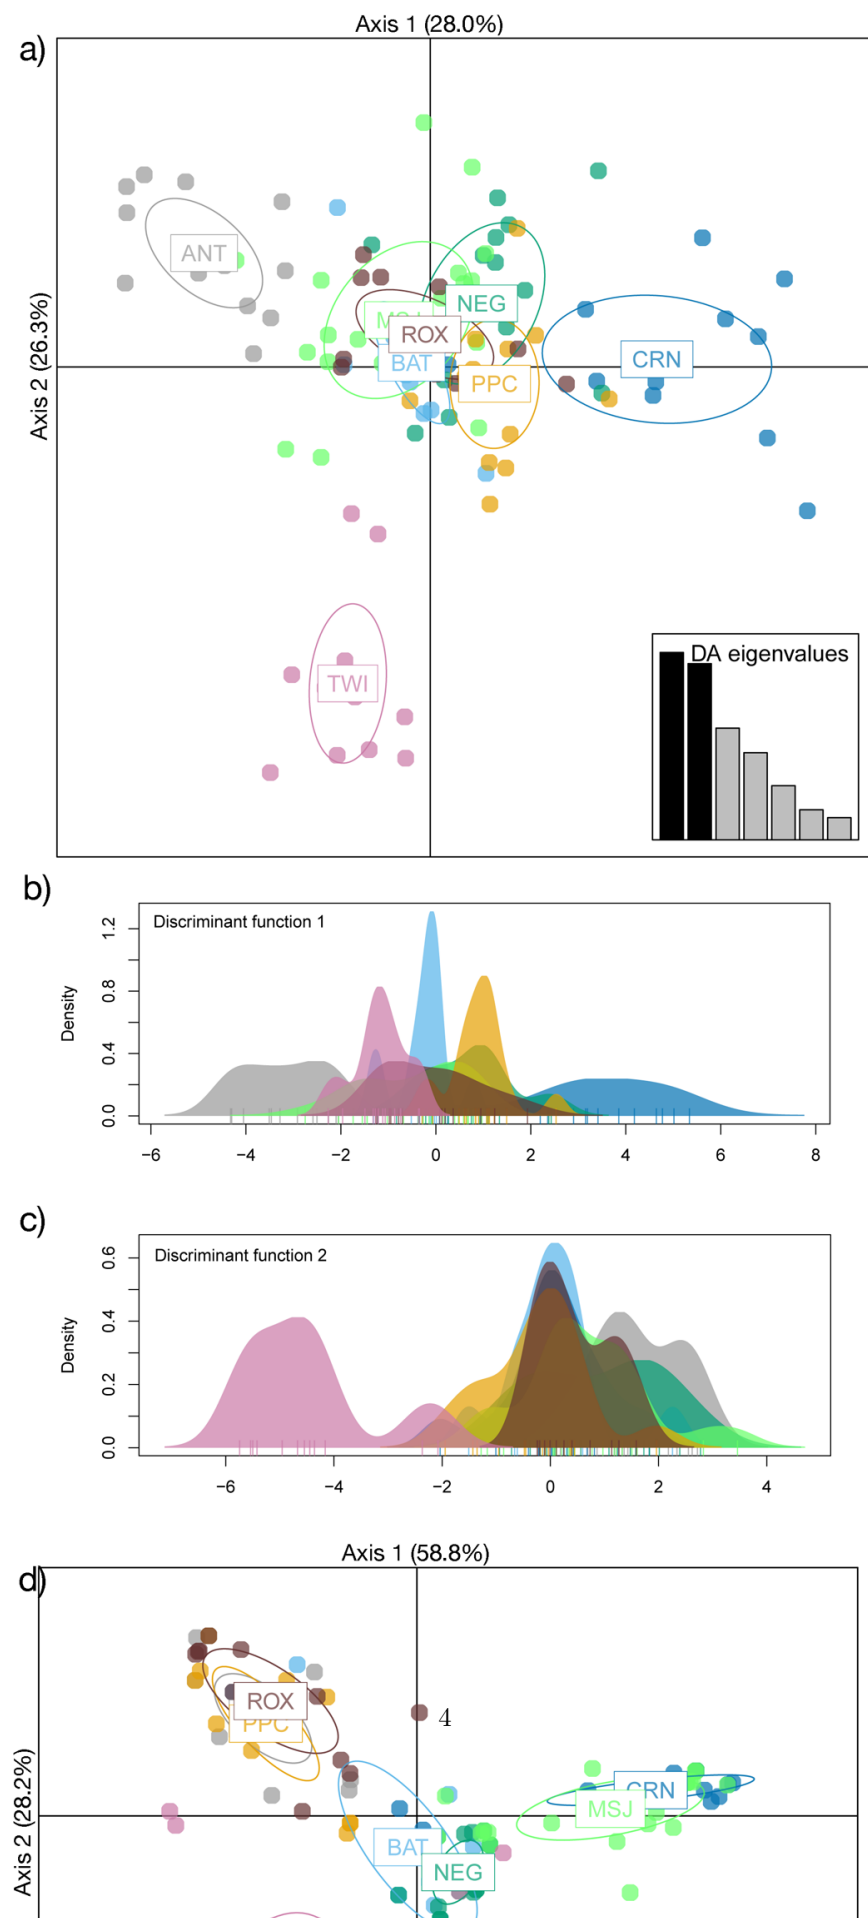 Axis 1 (28.0%)
a)
ANT
NEG
MSJ
ROX
BAT
CRN
PPC
Axis 2 (26.3%)
TWI
DA eigenvalues
b)
Discriminant function 1
Density
0.0 0.4 0.8 1.2
−6 −4 −2 0 2 4 6 8
c)
Discriminant function 2
Density
0.0 0.2 0.4 0.6
−6 −4 −2 0 2 4
Axis 1 (58.8%)
d)
ROX
4
PPC
CRN
MSJ
BAT
NEG
Axis 2 (28.2%)